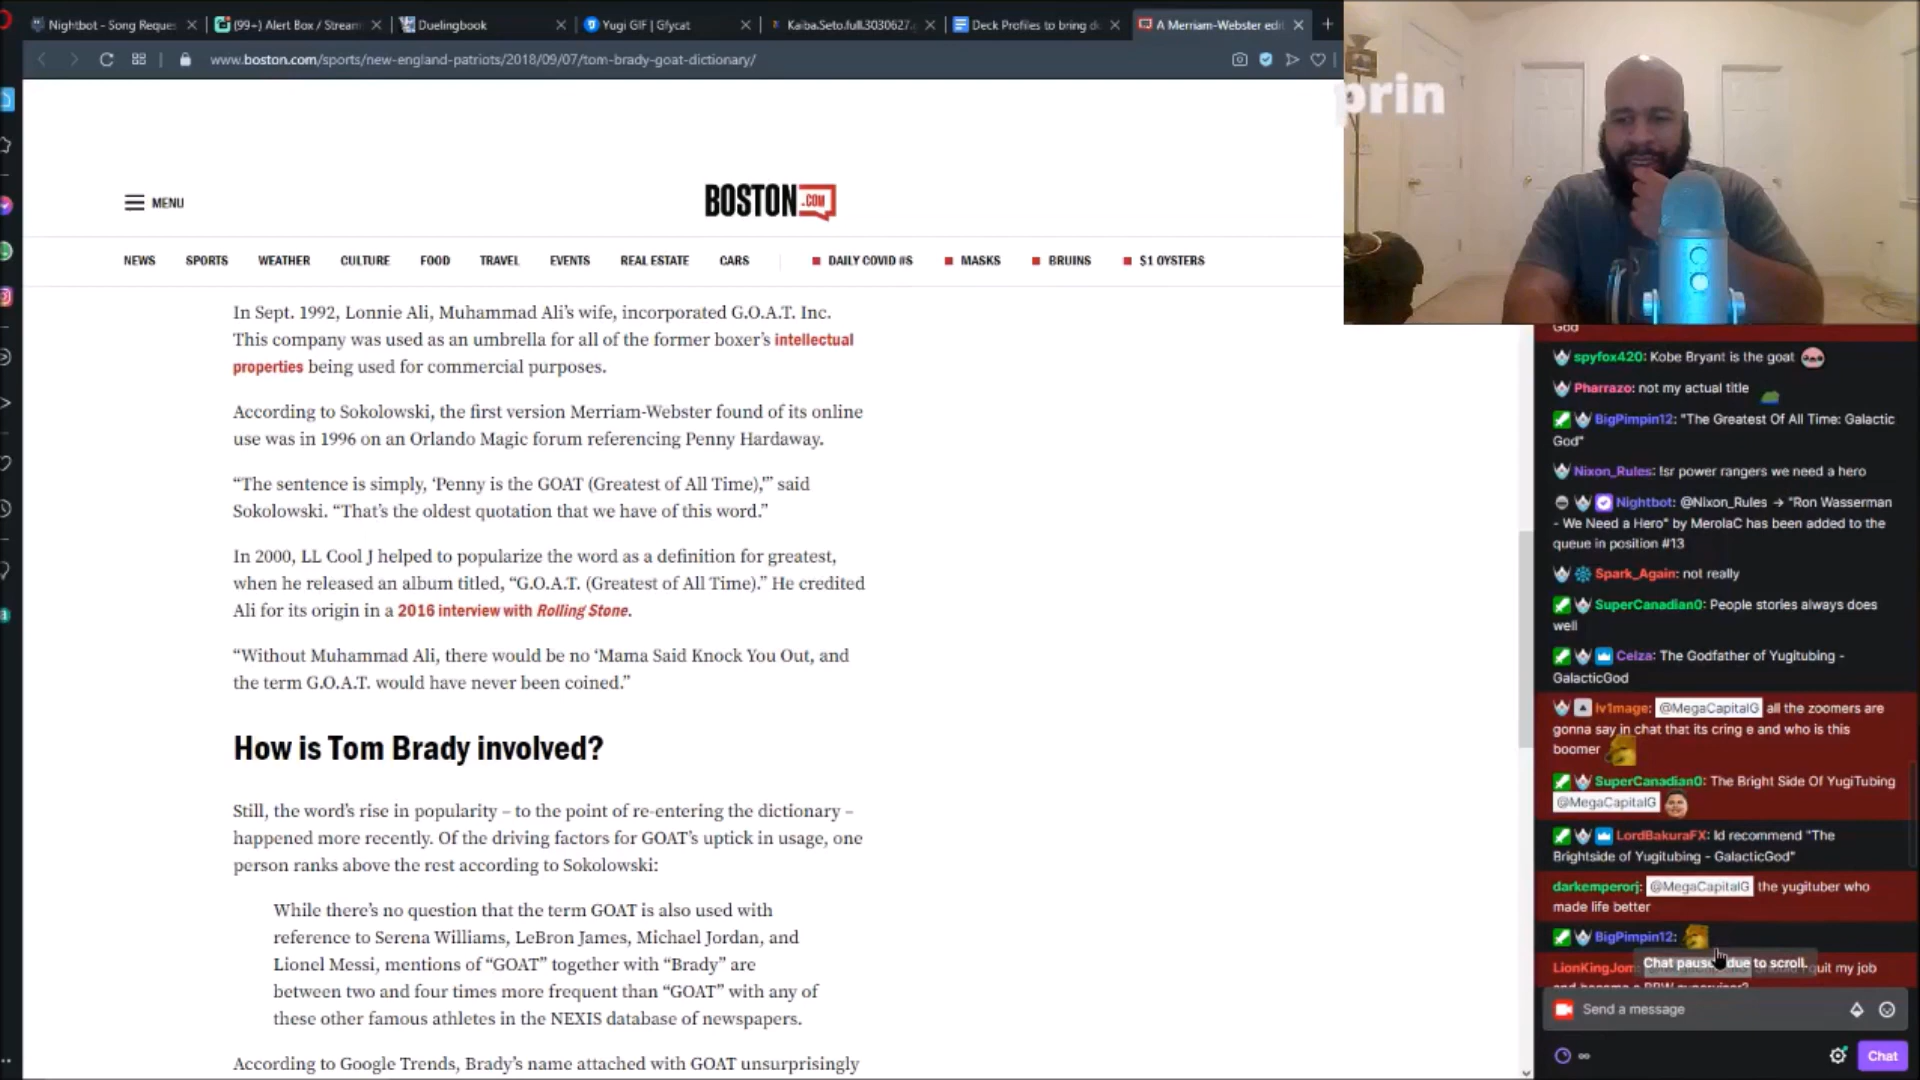 Nightbot - Song Reques
(99+) Alert Box / Stream
Duelingbook
Yugi GIF | Gfycat
Kaiba.Seto.full.3030627.
Deck Profiles to bring d
A Merriam-Webster edit
www.boston.com/sports/new-england-patriots/2018/09/07/tom-brady-goat-dictionary/
prin
MENU
BOSTON .COM
NEWS SPORTS WEATHER CULTURE FOOD TRAVEL EVENTS REAL ESTATE CARS DAILY COVID #S MASKS BRUINS $1 OYSTERS
In Sept. 1992, Lonnie Ali, Muhammad Ali’s wife, incorporated G.O.A.T. Inc.
This company was used as an umbrella for all of the former boxer’s intellectual
properties being used for commercial purposes.
According to Sokolowski, the first version Merriam-Webster found of its online
use was in 1996 on an Orlando Magic forum referencing Penny Hardaway.
“The sentence is simply, ‘Penny is the GOAT (Greatest of All Time),’” said
Sokolowski. “That’s the oldest quotation that we have of this word.”
In 2000, LL Cool J helped to popularize the word as a definition for greatest,
when he released an album titled, “G.O.A.T. (Greatest of All Time).” He credited
Ali for its origin in a 2016 interview with Rolling Stone.
“Without Muhammad Ali, there would be no ‘Mama Said Knock You Out, and
the term G.O.A.T. would have never been coined.”
How is Tom Brady involved?
Still, the word’s rise in popularity – to the point of re-entering the dictionary –
happened more recently. Of the driving factors for GOAT’s uptick in usage, one
person ranks above the rest according to Sokolowski:
While there’s no question that the term GOAT is also used with
reference to Serena Williams, LeBron James, Michael Jordan, and
Lionel Messi, mentions of “GOAT” together with “Brady” are
between two and four times more frequent than “GOAT” with any of
these other famous athletes in the NEXIS database of newspapers.
According to Google Trends, Brady’s name attached with GOAT unsurprisingly
God
spyfox420: Kobe Bryant is the goat
Pharrazo: not my actual title
BigPimpin12: "The Greatest Of All Time: Galactic
God"
Nixon_Rules: !sr power rangers we need a hero
Nightbot: @Nixon_Rules -> "Ron Wasserman
- We Need a Hero" by MerolaC has been added to the
queue in position #13
Spark_Again: not really
SuperCanadian0: People stories always does
well
Ceiza: The Godfather of Yugitubing -
GalacticGod
lv1mage: @MegaCapitalG all the zoomers are
gonna say in chat that its cring e and who is this
boomer
SuperCanadian0: The Bright Side Of YugiTubing
@MegaCapitalG
LordBakuraFX: Id recommend "The
Brightside of Yugitubing - GalacticGod"
darkemperorj: @MegaCapitalG the yugituber who
made life better
BigPimpin12:
LionKingJom quit my job
Chat paused due to scroll.
Send a message
Chat